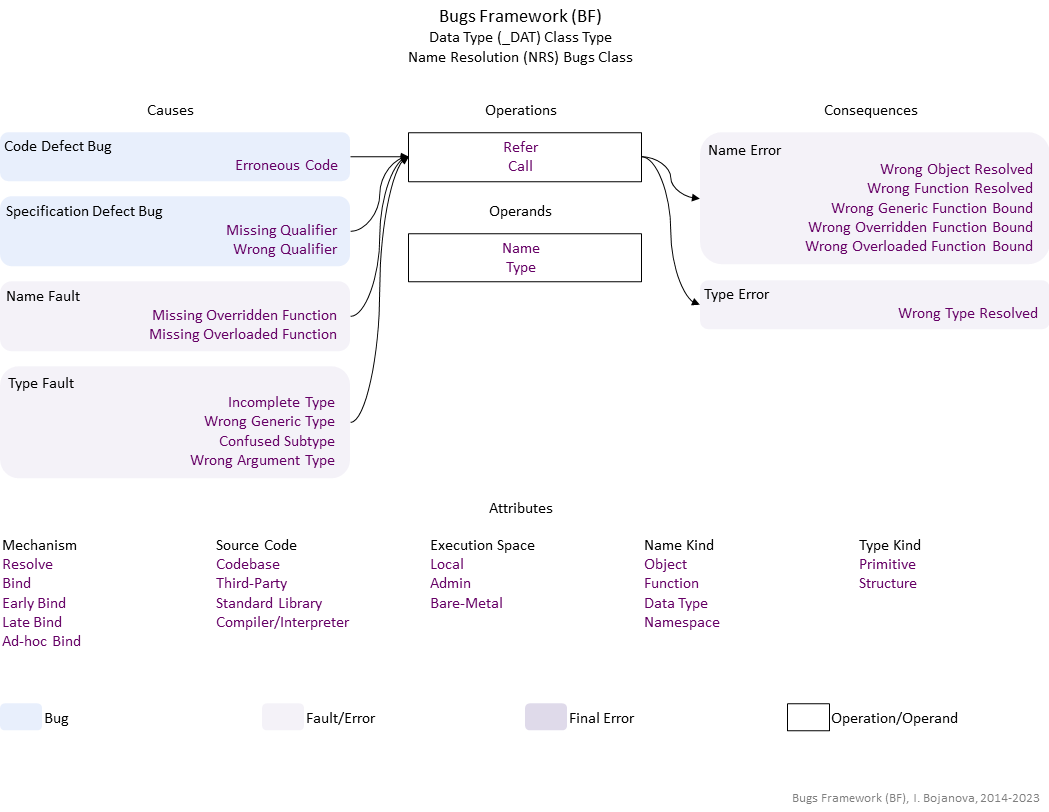 Bugs Framework (BF)
Data Type (_DAT) Class Type
Name Resolution (NRS) Bugs Class
Causes
Operations
Consequences
Code Defect Bug
Erroneous Code
Specification Defect Bug
Missing Qualifier
Wrong Qualifier
Name Fault
Missing Overridden Function
Missing Overloaded Function
Type Fault
Incomplete Type
Wrong Generic Type
Confused Subtype
Wrong Argument Type
Refer
Call
Operands
Name
Type
Name Error
Wrong Object Resolved
Wrong Function Resolved
Wrong Generic Function Bound
Wrong Overridden Function Bound
Wrong Overloaded Function Bound
Type Error
Wrong Type Resolved
Attributes
Mechanism
Resolve
Bind
Early Bind
Late Bind
Ad-hoc Bind
Source Code
Codebase
Third-Party
Standard Library
Compiler/Interpreter
Execution Space
Local
Admin
Bare-Metal
Name Kind
Object
Function
Data Type
Namespace
Type Kind
Primitive
Structure
Bug
Fault/Error
Final Error
Operation/Operand
Bugs Framework (BF), I. Bojanova, 2014-2023